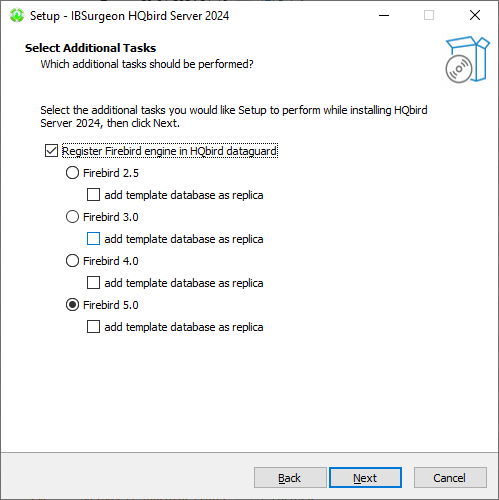 Setup - IBSurgeon HQbird Server 2024
Select Additional Tasks
Which additional tasks should be performed?
Select the additional tasks you would like Setup to perform while installing HQbird
Server 2024, then click Next.
Register Firebird engine in HQbird dataguard
Firebird 2.5
add template database as replica
Firebird 3.0
add template database as replica
Firebird 4.0
add template database as replica
Firebird 5.0
add template database as replica
Back
Next
Cancel